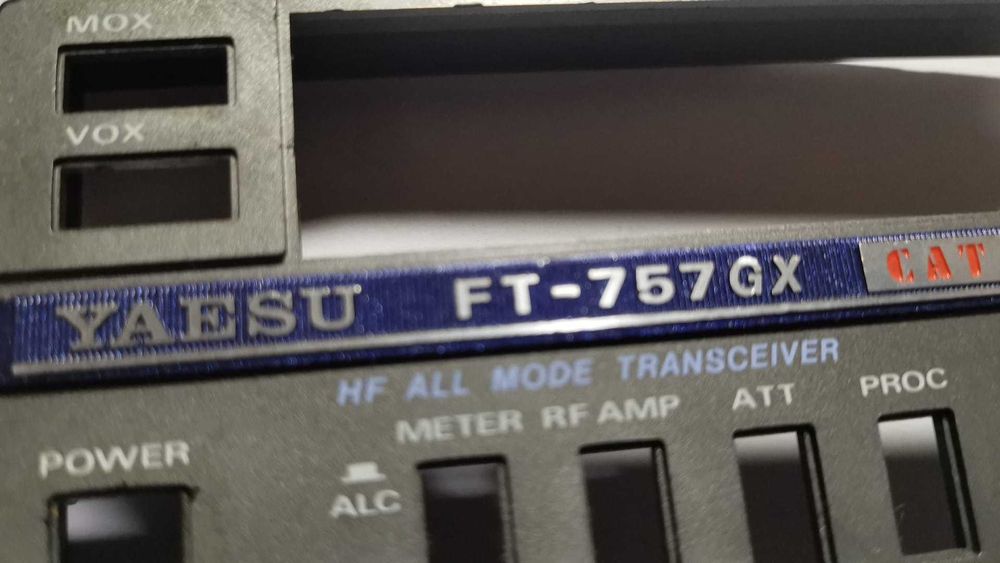 MOX
VOX
YAESU FT-757GX CAT
HF ALL MODE TRANSCEIVER
POWER
METER RF AMP ATT PROC
ALC